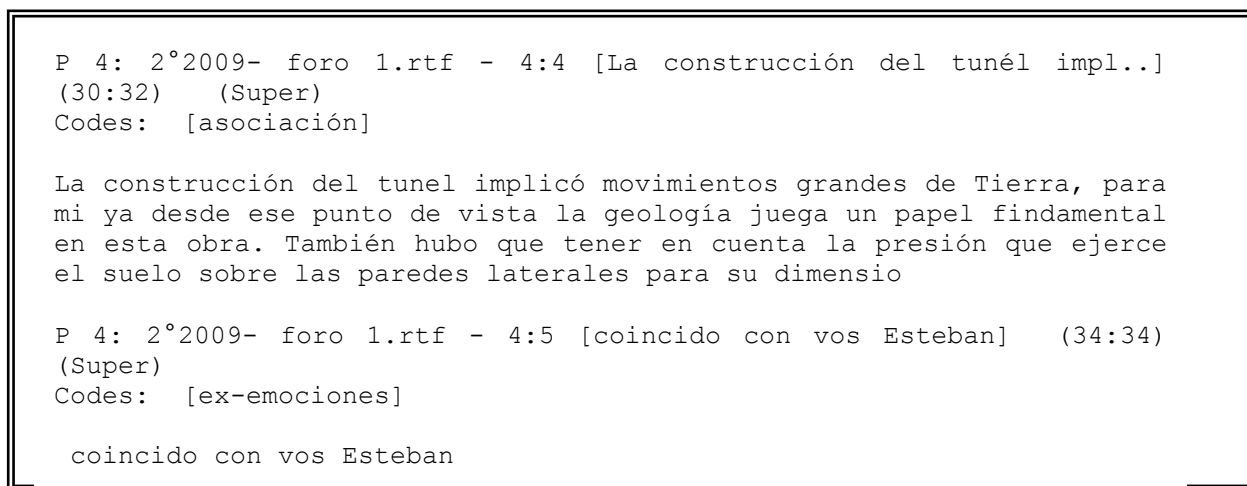 P 4: 2°2009- foro 1.rtf - 4:4 [La construcción del tunél impl..]
(30:32) (Super)
Codes: [asociación]
La construcción del tunel implicó movimientos grandes de Tierra, para
mi ya desde ese punto de vista la geología juega un papel findamental
en esta obra. También hubo que tener en cuenta la presión que ejerce
el suelo sobre las paredes laterales para su dimensio
P 4: 2°2009- foro 1.rtf - 4:5 [coincido con vos Esteban] (34:34)
(Super)
Codes: [ex-emociones]
coincido con vos Esteban